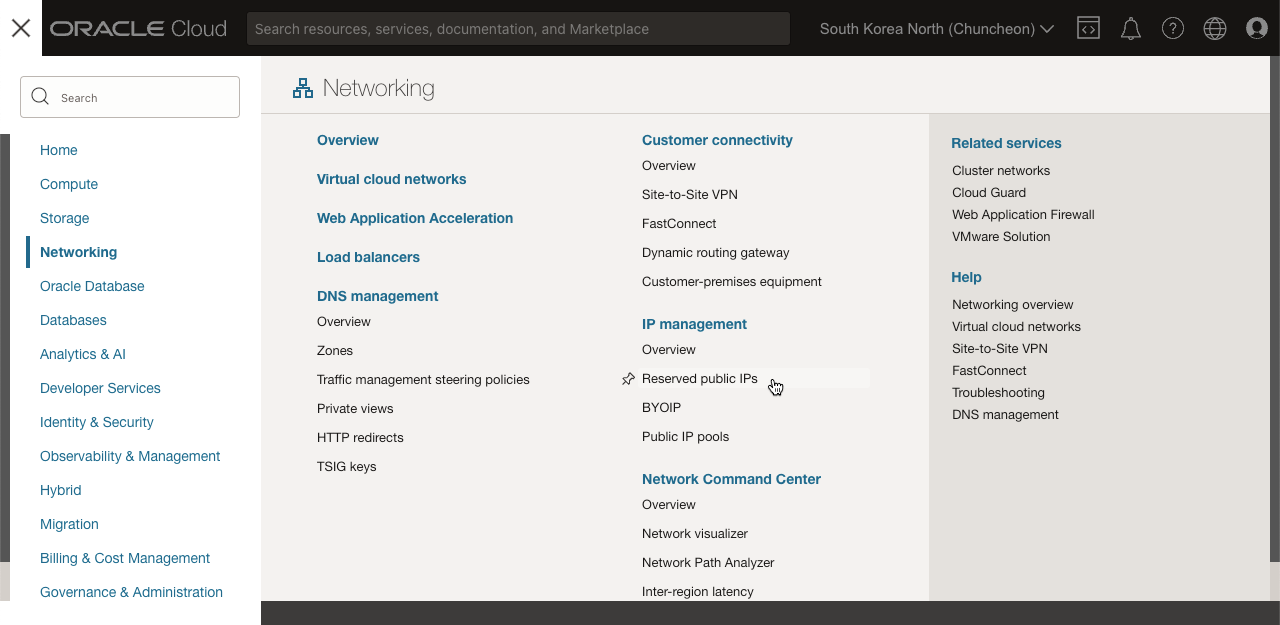 ORACLE Cloud
Search resources, services, documentation, and Marketplace
South Korea North (Chuncheon)
Search
Home
Compute
Storage
Networking
Oracle Database
Databases
Analytics & AI
Developer Services
Identity & Security
Observability & Management
Hybrid
Migration
Billing & Cost Management
Governance & Administration
Networking
Overview
Virtual cloud networks
Web Application Acceleration
Load balancers
DNS management
Overview
Zones
Traffic management steering policies
Private views
HTTP redirects
TSIG keys
Customer connectivity
Overview
Site-to-Site VPN
FastConnect
Dynamic routing gateway
Customer-premises equipment
IP management
Overview
Reserved public IPs
BYOIP
Public IP pools
Network Command Center
Overview
Network visualizer
Network Path Analyzer
Inter-region latency
Related services
Cluster networks
Cloud Guard
Web Application Firewall
VMware Solution
Help
Networking overview
Virtual cloud networks
Site-to-Site VPN
FastConnect
Troubleshooting
DNS management